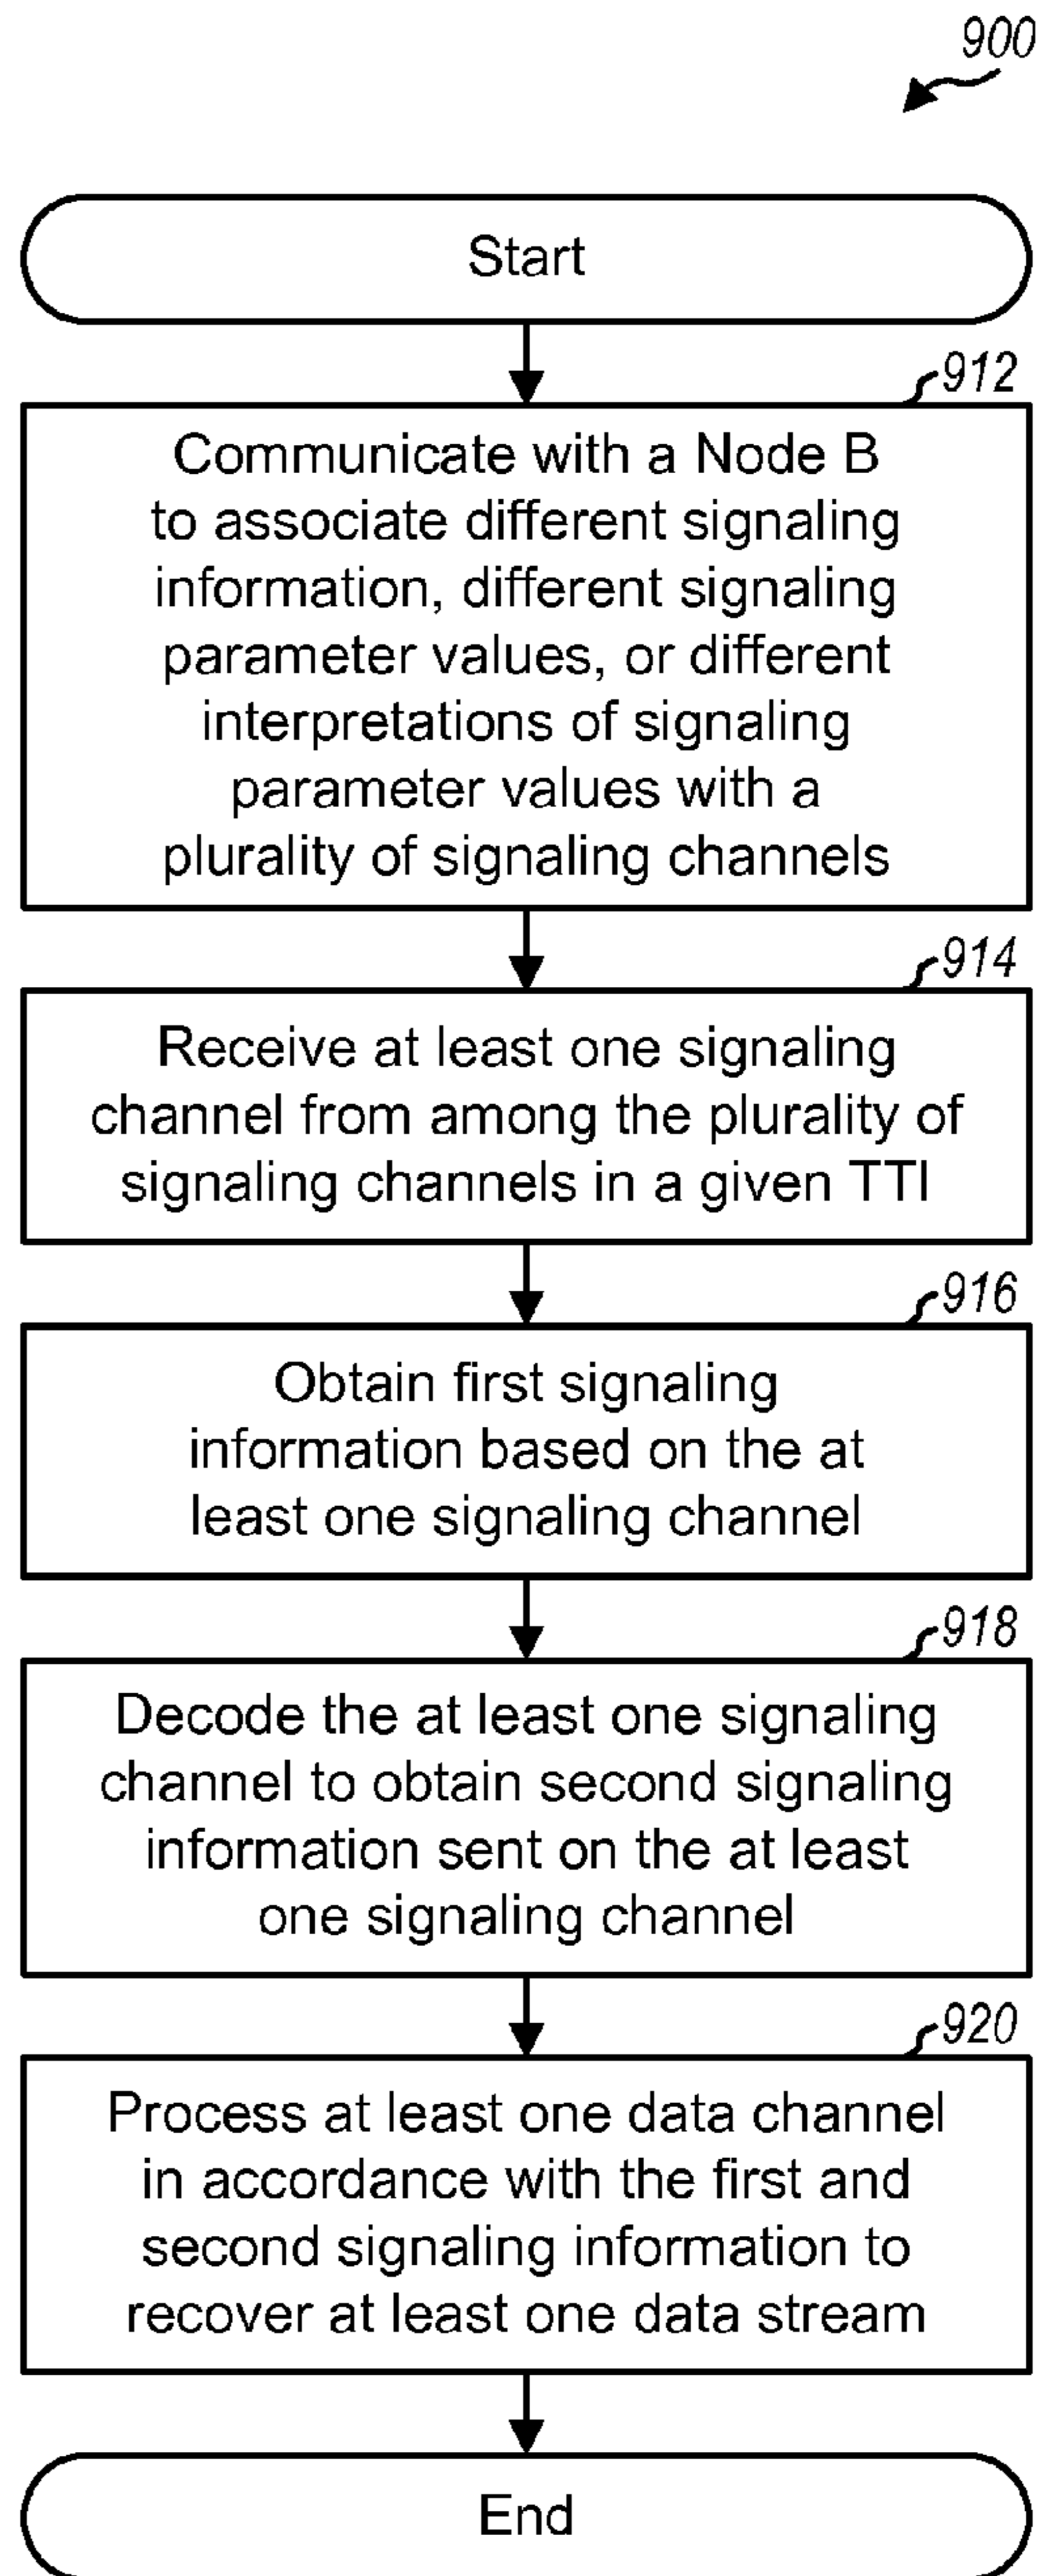 900
Start
912
Communicate with a Node B
to associate different signaling
information, different signaling
parameter values, or different
interpretations of signaling
parameter values with a
plurality of signaling channels
914
Receive at least one signaling
channel from among the plurality of
signaling channels in a given TTI
916
Obtain first signaling
information based on the at
least one signaling channel
918
Decode the at least one signaling
channel to obtain second signaling
information sent on the at least
one signaling channel
920
Process at least one data channel
in accordance with the first and
second signaling information to
recover at least one data stream
End